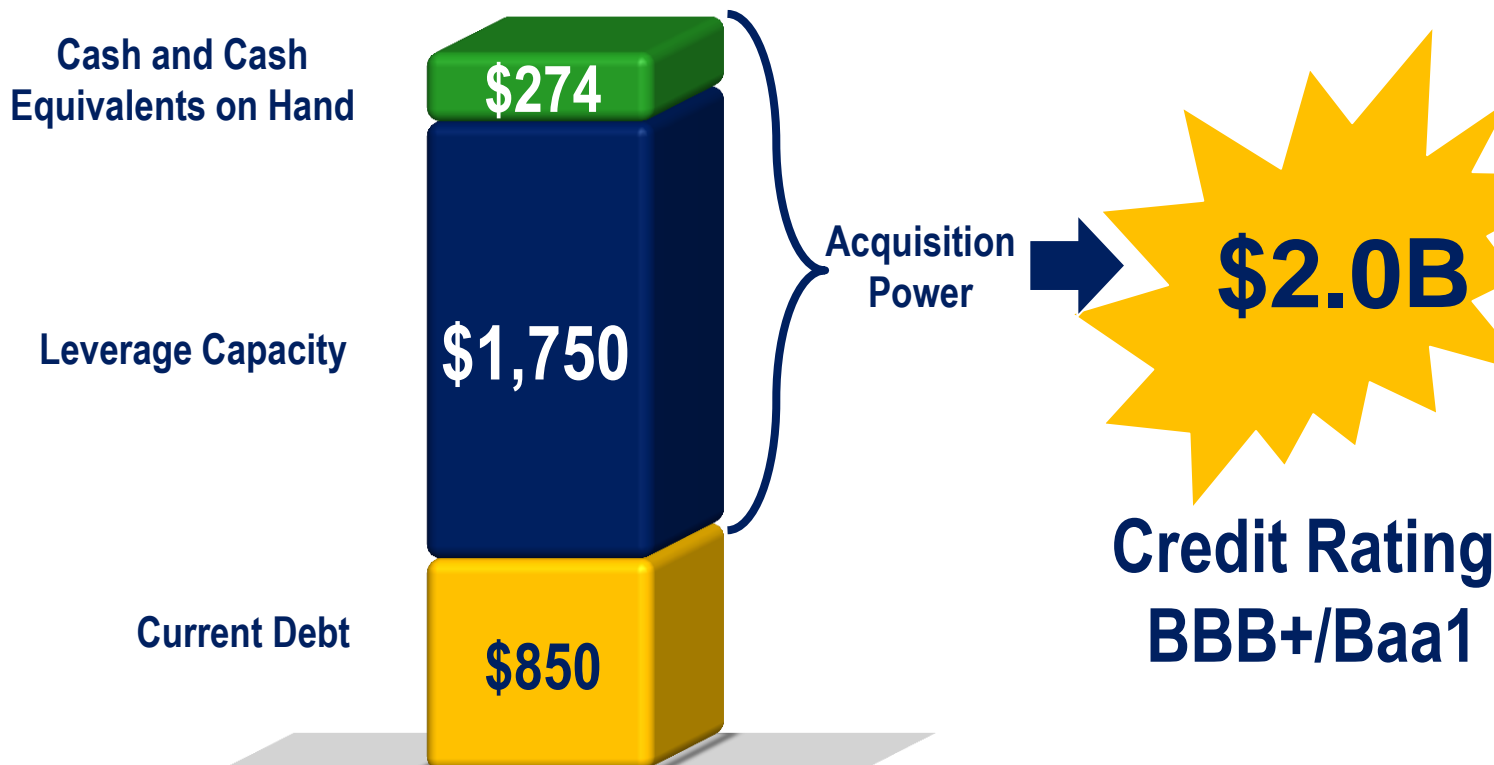 Cash and Cash
Equivalents on Hand
$274
Leverage Capacity
$1,750
Acquisition
Power
$2.0B
Credit Rating
BBB+/Baa1
Current Debt
$850